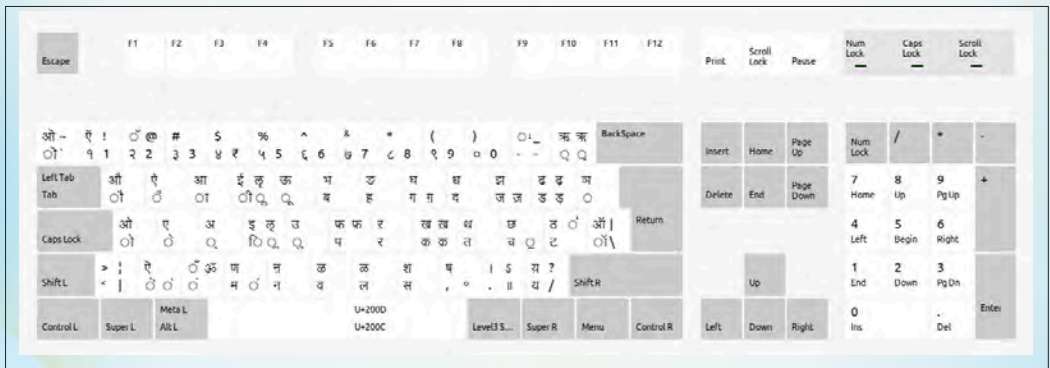 Escape F1 F2 F3 F4 F5 F6 F7 F8 F9 F10 F11 F12 Print Scroll Lock Pause Num Lock Caps Lock Scroll Lock
ओ ~ ऍ ! ॅ @ # $ % ^ & * ( ) ः _ ऋ ऋ BackSpace
ो ` १ 1 २ 2 ३ 3 ४ ₹ ५ 5 ६ 6 ७ 7 ८ 8 ९ 9 ० 0 - - ृ ृ
Insert Home Page Up Num Lock / * -
Left Tab औ ऐ आ ई ॡ ऊ भ ङ घ ध झ ढ ढ़ ञ
Tab ौ ै ा ी ू ब ह ग ग़ द ज ज़ ड ड़ ़
Return
Delete End Page Down 7 Home 8 Up 9 Pg Up +
Caps Lock ओ ए अ इ ऌ उ फ फ़ र ख ख़ थ छ ठ ऑ |
ो े ् ि ु प र क क़ त च ट ॉ \
4 Left 5 Begin 6 Right
Shift L > ¦ ऎ ँ ॐ ण न ळ ळ श ष । ऽ य़ ?
< | ॆ ं म न व ल स , ॰ . ॥ य / Shift R
Up 1 End 2 Down 3 Pg Dn Enter
Control L Super L Meta L Alt L U+200D U+200C Level3 S... Super R Menu Control R
Left Down Right 0 Ins . Del